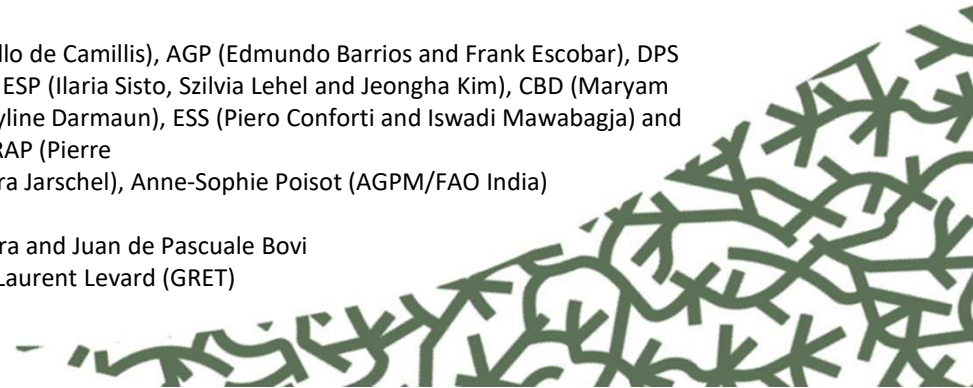 llo de Camillis), AGP (Edmundo Barrios and Frank Escobar), DPS
ESP (Ilaria Sisto, Szilvia Lehel and Jeongha Kim), CBD (Maryam
yline Darmaun), ESS (Piero Conforti and Iswadi Mawabagja) and
RAP (Pierre
ra Jarschel), Anne-Sophie Poisot (AGPM/FAO India)
ra and Juan de Pascuale Bovi
Laurent Levard (GRET)